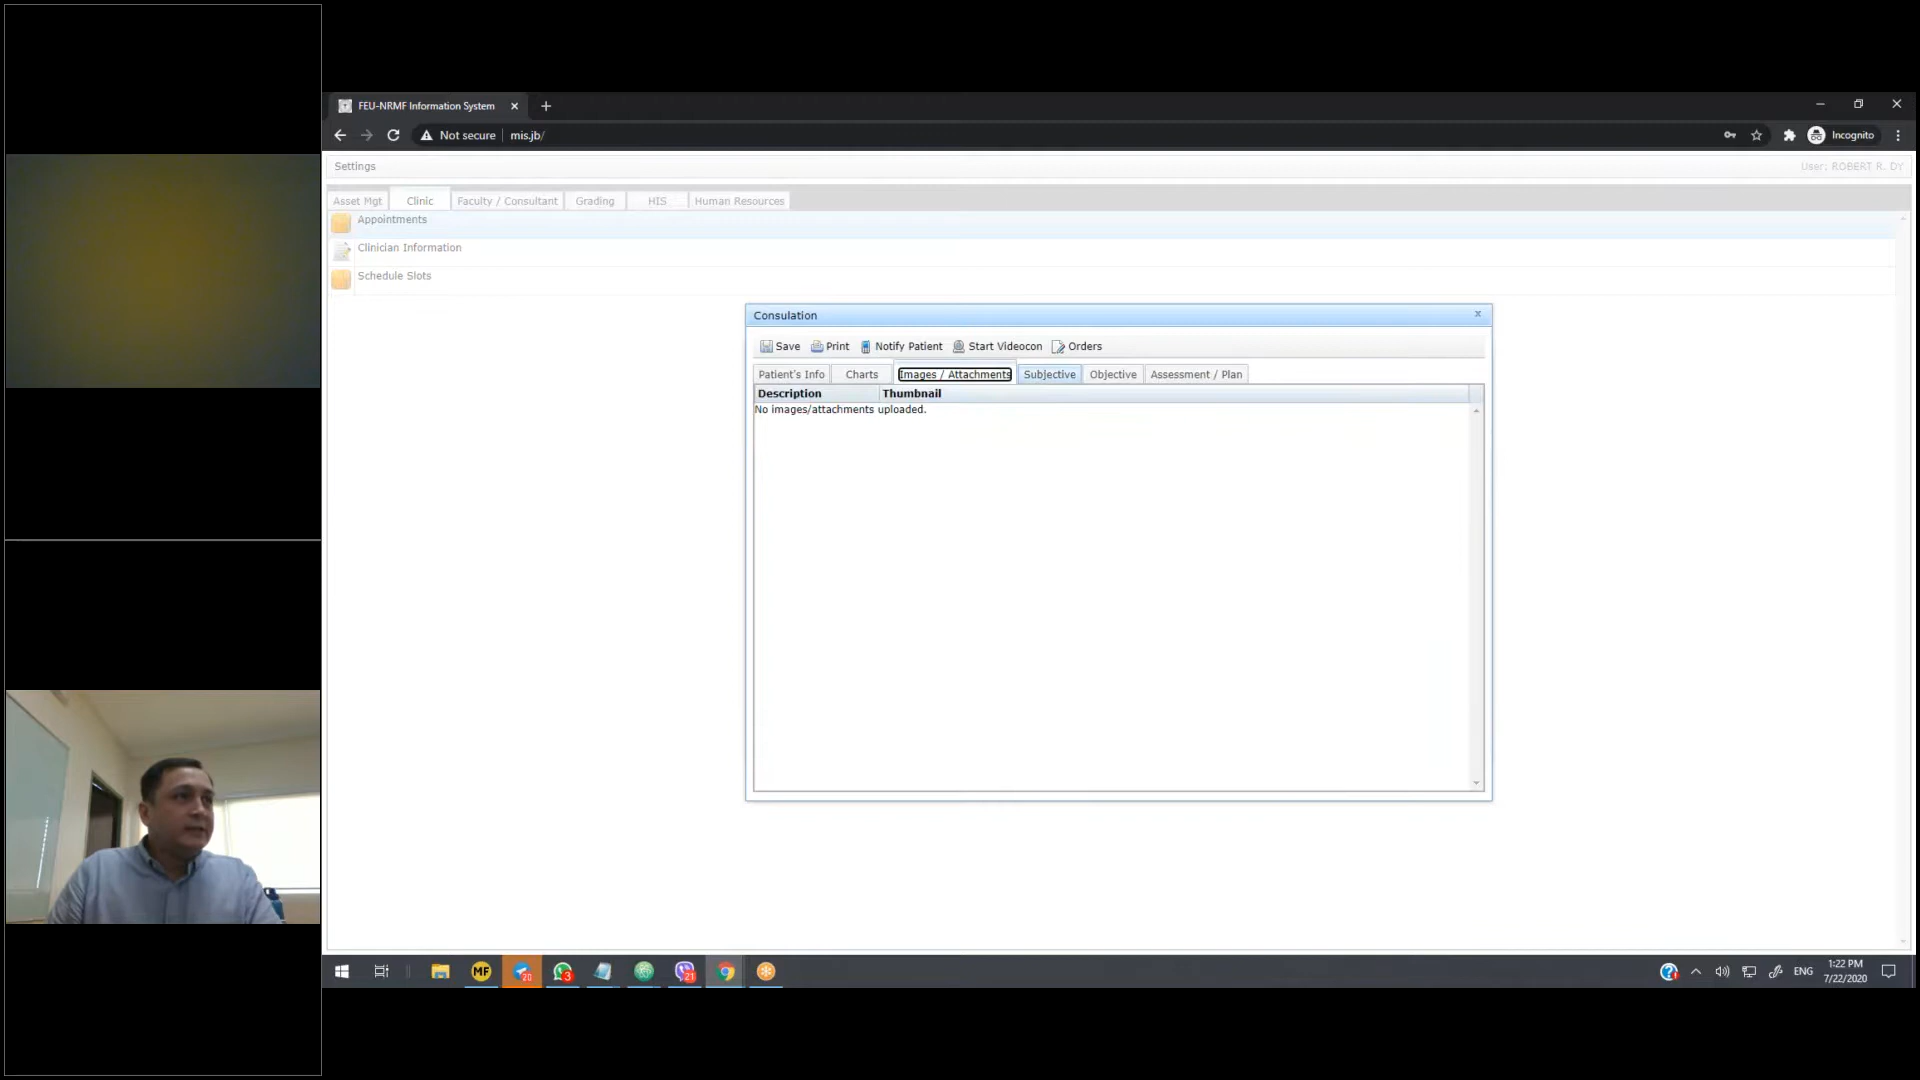 FEU-NRMF Information System
Not secure mis.jb/
Incognito
Settings
User: ROBERT R. DY
Asset Mgt Clinic Faculty / Consultant Grading HIS Human Resources
Appointments
Clinician Information
Schedule Slots
Consulation
Save Print Notify Patient Start Videocon Orders
Patient's Info Charts Images / Attachments Subjective Objective Assessment / Plan
Description Thumbnail
No images/attachments uploaded.
MF 20 3 21
ENG
1:22 PM
7/22/2020